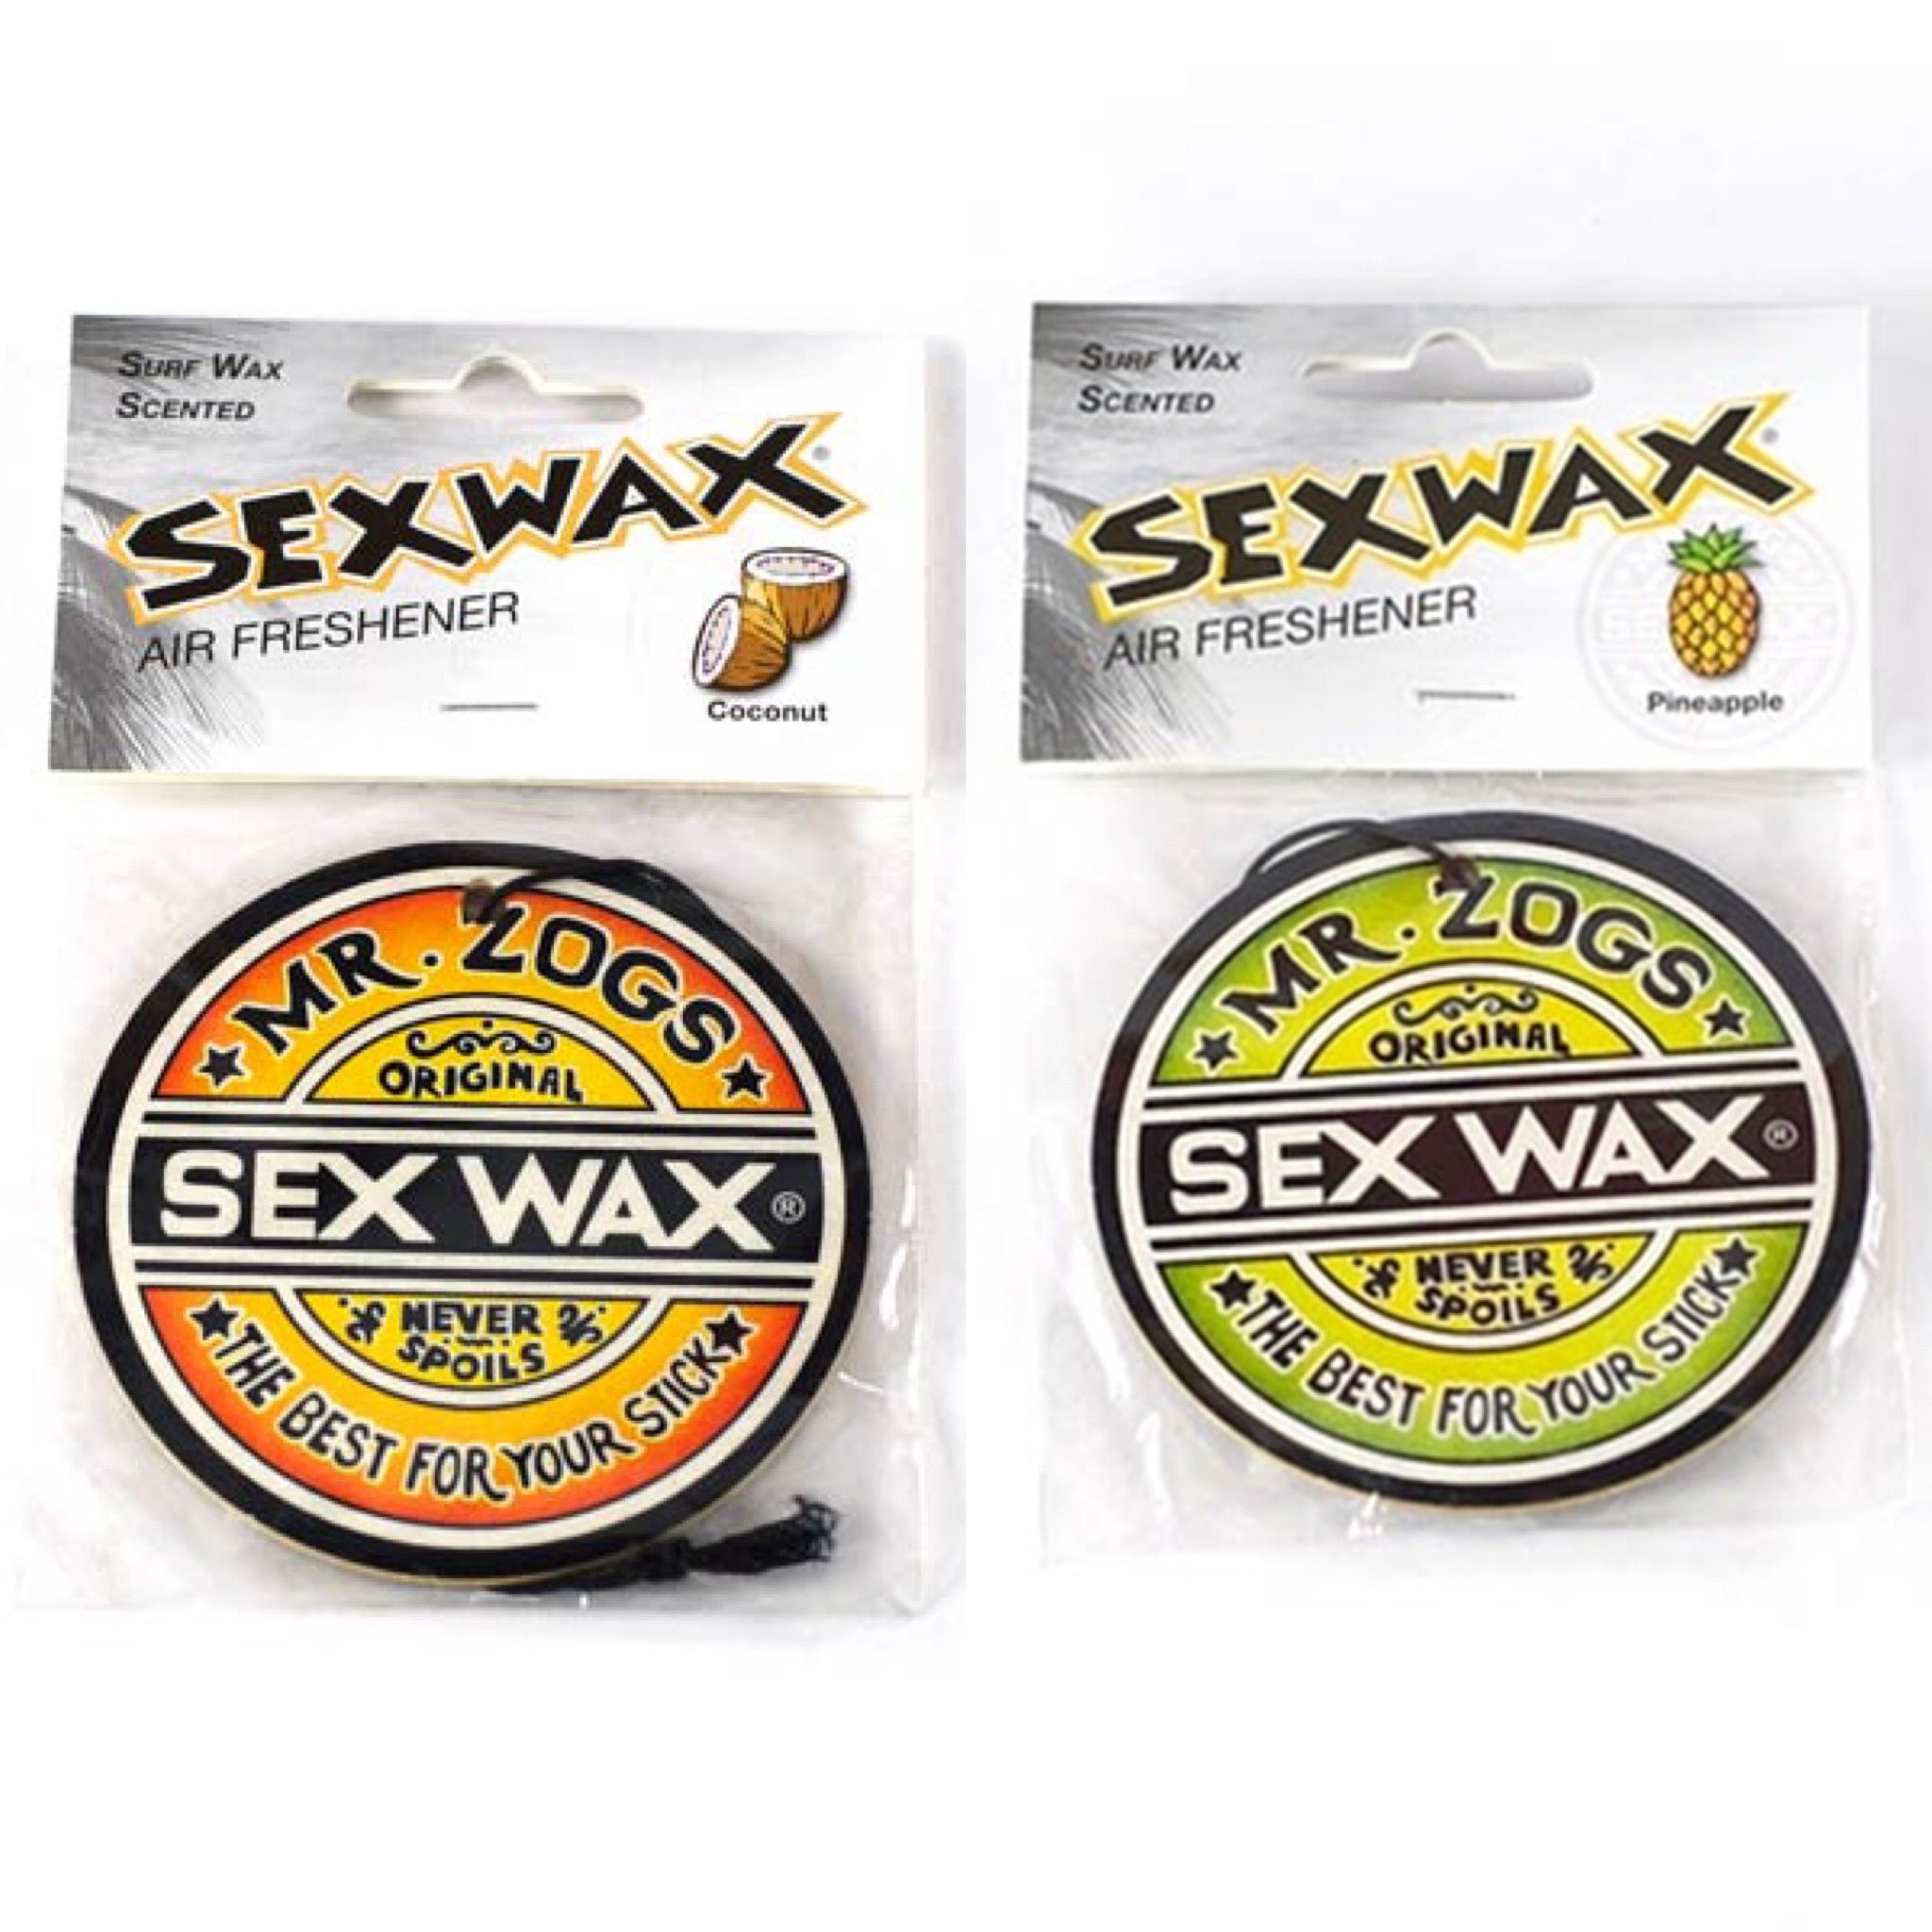 SURF WAX
SCENTED
SEXWAX®
AIR FRESHENER
Coconut
MR. ZOGS
ORIGINAL
SEX WAX®
NEVER
SPOILS
THE BEST FOR YOUR STICK
SURF WAX
SCENTED
SEXWAX®
AIR FRESHENER
Pineapple
MR. ZOGS
ORIGINAL
SEX WAX®
NEVER
SPOILS
THE BEST FOR YOUR STICK